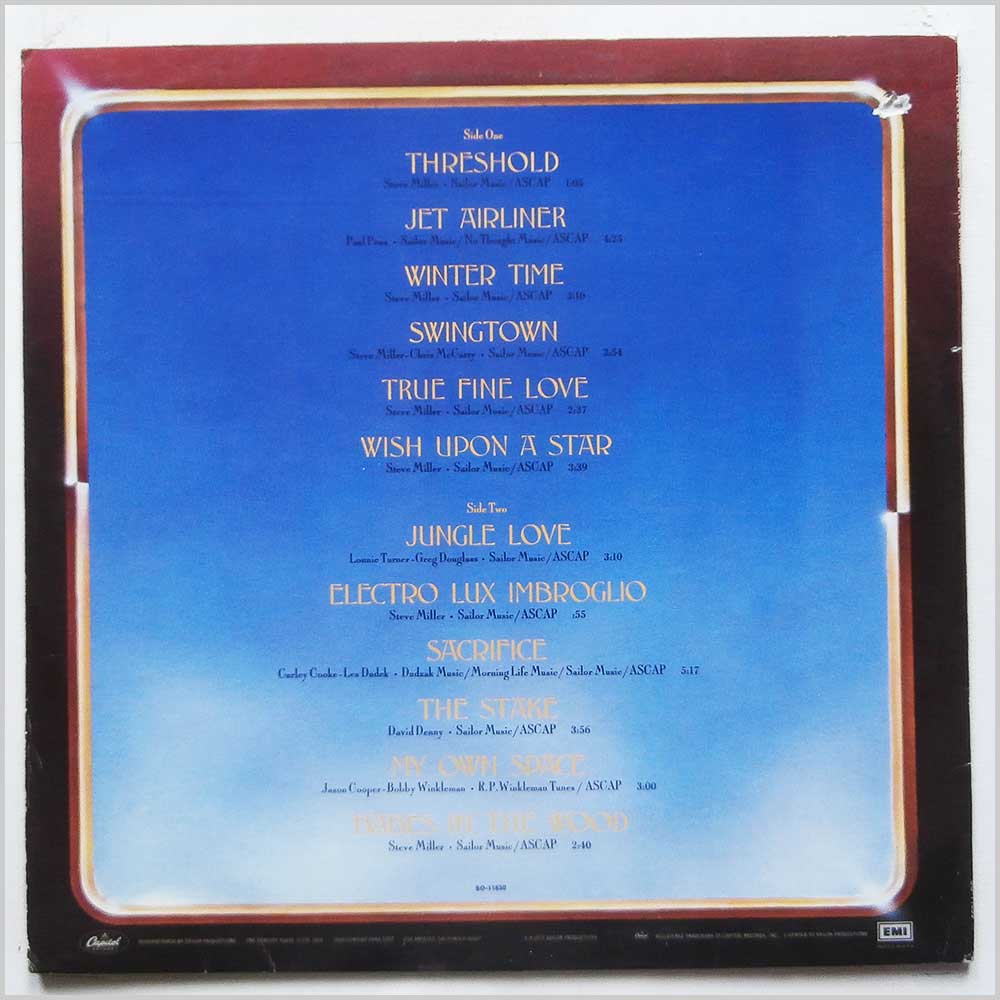 Side One
THRESHOLD
Steve Miller · Sailor Music/ASCAP 1:05
JET AIRLINER
Paul Pena · Sailor Music/No Thought Music/ASCAP 4:25
WINTER TIME
Steve Miller · Sailor Music/ASCAP 3:10
SWINGTOWN
Steve Miller-Chris McCarty · Sailor Music/ASCAP 3:54
TRUE FINE LOVE
Steve Miller · Sailor Music/ASCAP 2:37
WISH UPON A STAR
Steve Miller · Sailor Music/ASCAP 3:39
Side Two
JUNGLE LOVE
Lonnie Turner-Greg Douglass · Sailor Music/ASCAP 3:10
ELECTRO LUX IMBROGLIO
Steve Miller · Sailor Music/ASCAP :55
SACRIFICE
Curley Cooke-Les Dudek · Dudzak Music/Morning Life Music/Sailor Music/ASCAP 5:17
THE STAKE
David Denny · Sailor Music/ASCAP 3:56
MY OWN SPACE
Jason Cooper-Bobby Winkleman · R.P. Winkleman Tunes/ASCAP 3:00
BABES IN THE WOOD
Steve Miller · Sailor Music/ASCAP 2:40
SO-11630
Capitol
EMI